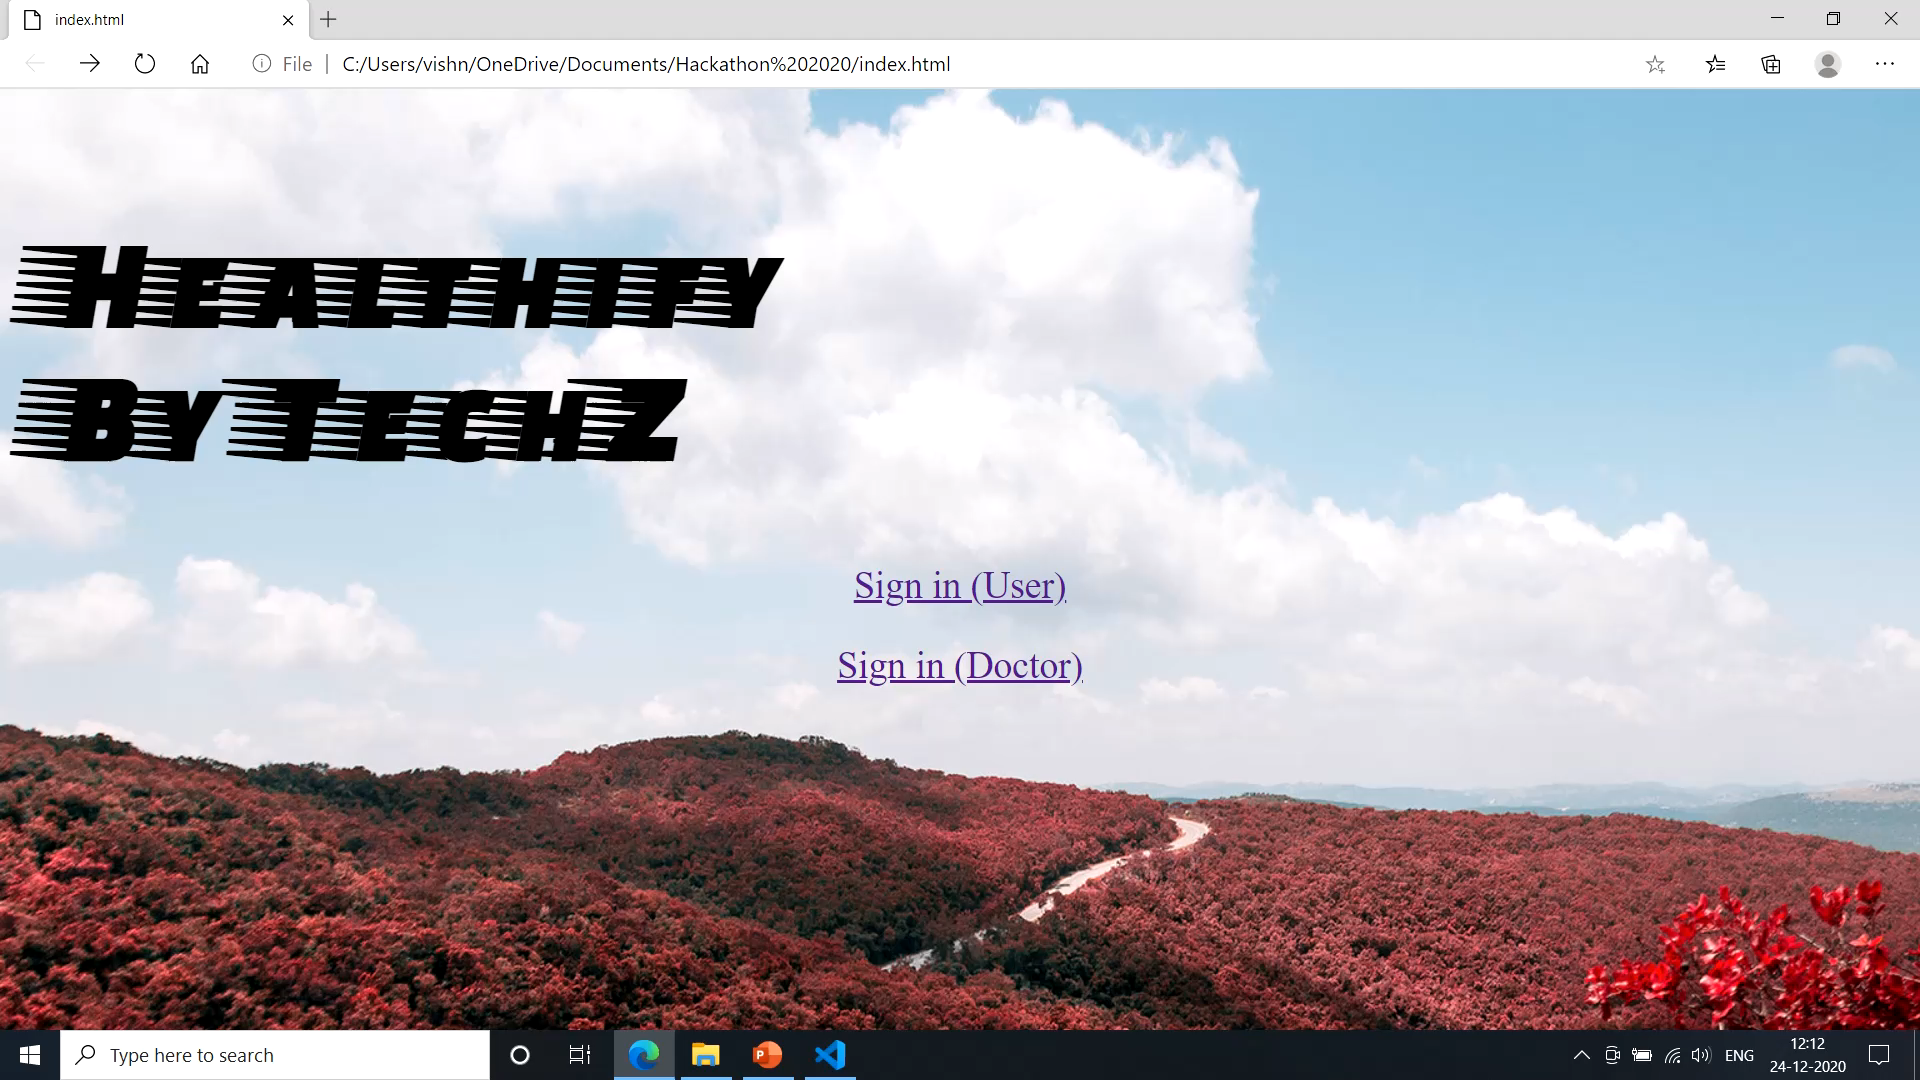 index.html
File | C:/Users/vishn/OneDrive/Documents/Hackathon%202020/index.html
Healthify
By TechZ
Sign in (User)
Sign in (Doctor)
Type here to search
P
ENG
12:12
24-12-2020